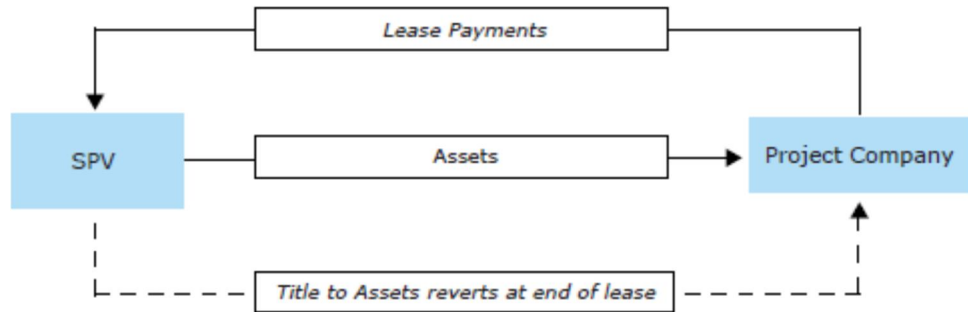 Lease Payments
SPV
Assets
Project Company
Title to Assets reverts at end of lease